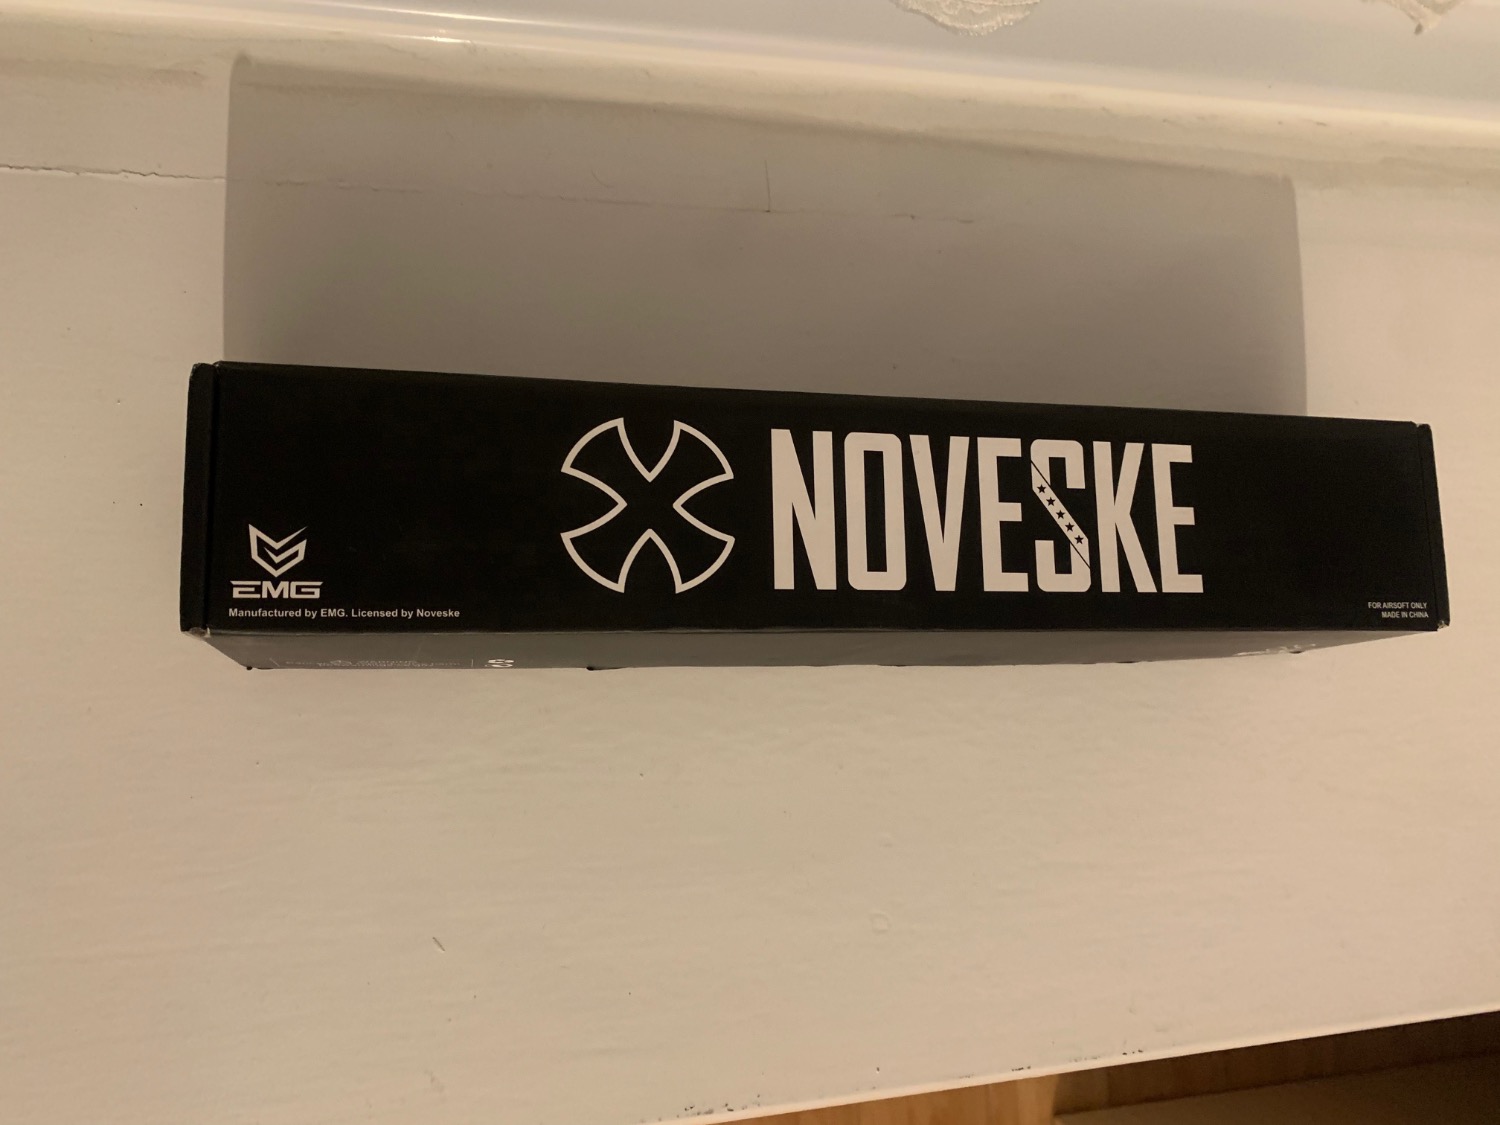 NOVESKE
EMG
Manufactured by EMG. Licensed by Noveske
FOR AIRSOFT ONLY
MADE IN CHINA